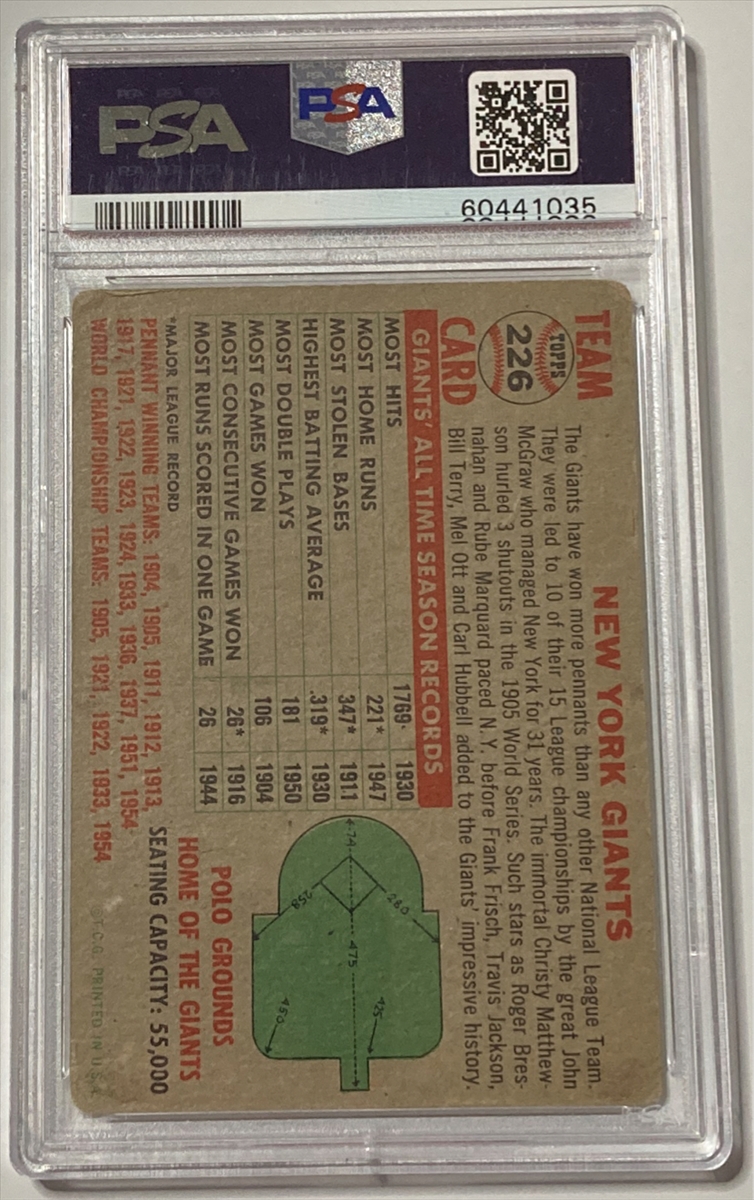 PSA
PSA
60441035
TEAM
TOPPS
226
CARD
NEW YORK GIANTS
The Giants have won more pennants than any other National League Team.
They were led to 10 of their 15 League championships by the great John
McGraw who managed New York for 31 years. The immortal Christy Matthew-
son hurled 3 shutouts in the 1905 World Series. Such stars as Roger Bres-
nahan and Rube Marquard paced N.Y. before Frank Frisch, Travis Jackson,
Bill Terry, Mel Ott and Carl Hubbell added to the Giants' impressive history.
GIANTS' ALL TIME SEASON RECORDS
MOST HITS 1769 1930
MOST HOME RUNS 221* 1947
MOST STOLEN BASES 347* 1911
HIGHEST BATTING AVERAGE .319* 1930
MOST DOUBLE PLAYS 181 1950
MOST GAMES WON 106 1904
MOST CONSECUTIVE GAMES WON 26* 1916
MOST RUNS SCORED IN ONE GAME 26 1944
*MAJOR LEAGUE RECORD
PENNANT WINNING TEAMS: 1904, 1905, 1911, 1912, 1913,
1917, 1921, 1922, 1923, 1924, 1933, 1936, 1937, 1951, 1954
WORLD CHAMPIONSHIP TEAMS: 1905, 1921, 1922, 1933, 1954
74
258
280
475
425
450
POLO GROUNDS
HOME OF THE GIANTS
SEATING CAPACITY: 55,000
T.C.G. PRINTED IN U.S.A.